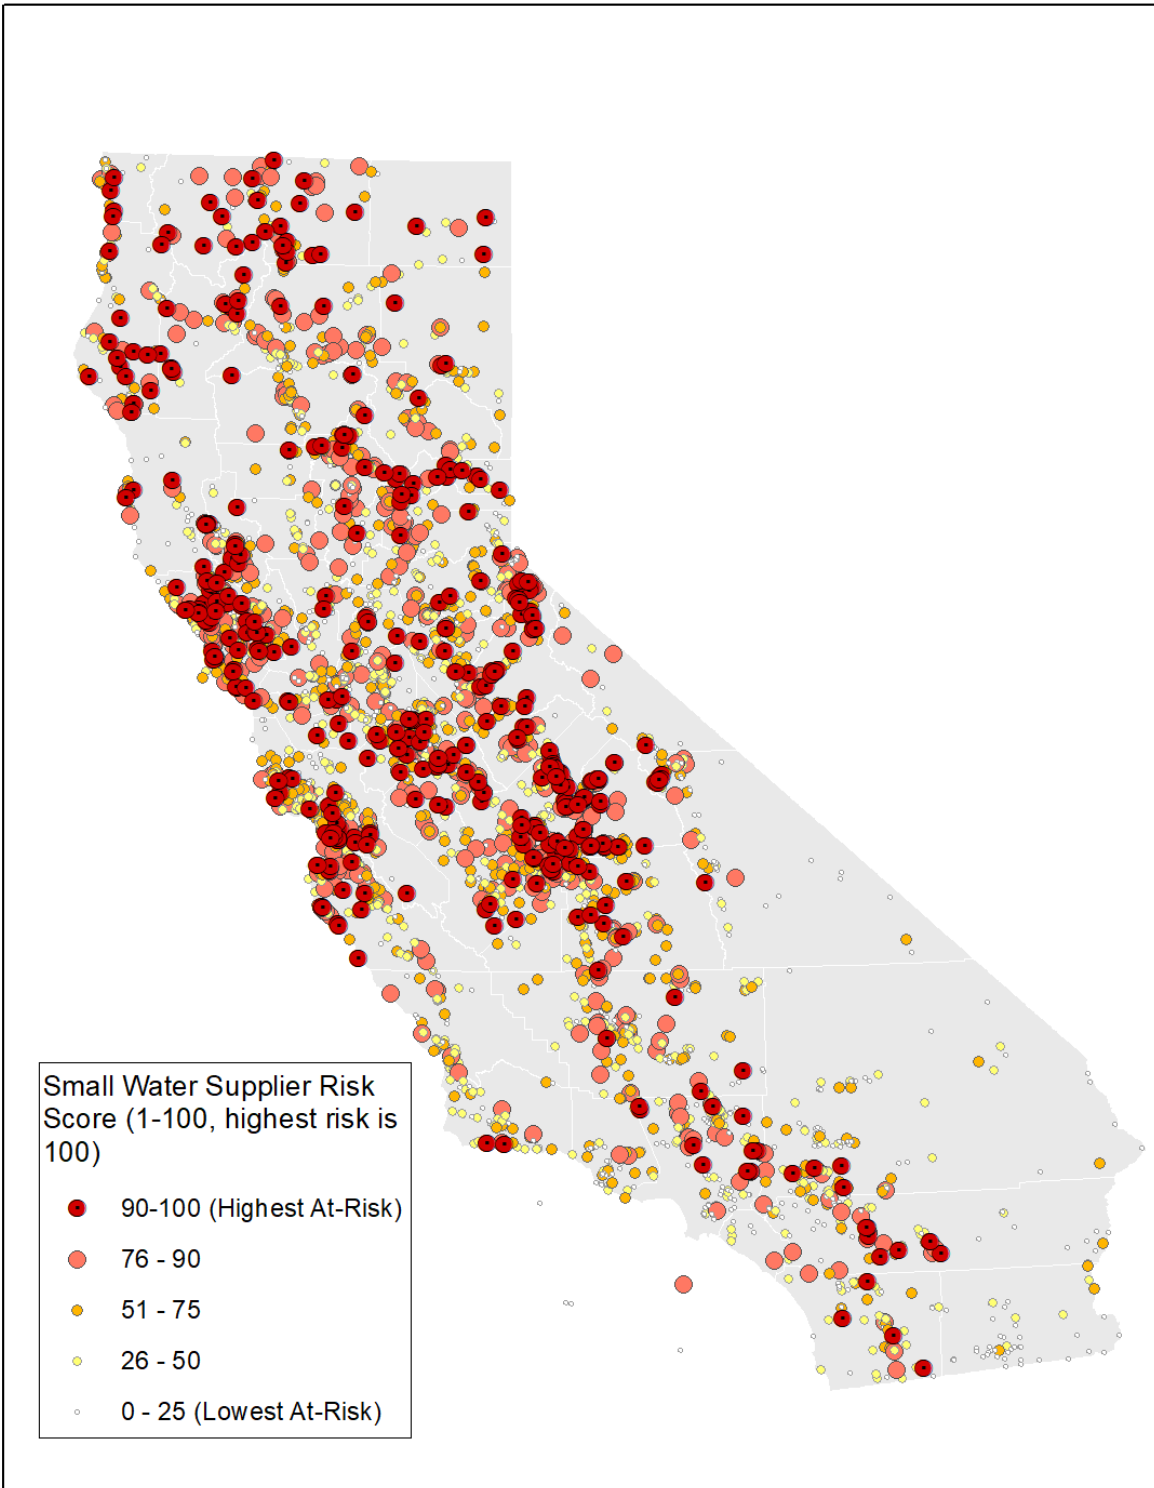 Small Water Supplier Risk
Score (1-100, highest risk is
100)
90-100 (Highest At-Risk)
76 - 90
51 - 75
26 - 50
0 - 25 (Lowest At-Risk)